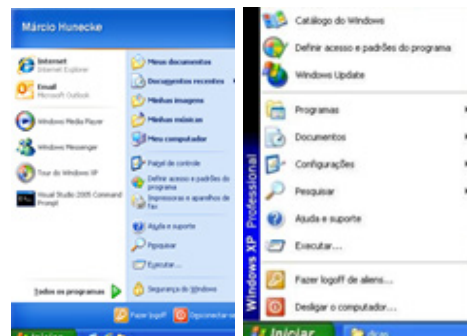 Márcio Hunecke
Internet
Internet Explorer
Email
Microsoft Outlook
Windows Media Player
Windows Messenger
Tour do Windows XP
Visual Studio 2005 Command
Prompt
Todos os programas
Meus documentos
Documentos recentes
Minhas imagens
Minhas músicas
Meu computador
Painel de controle
Definir acesso e padrões do
programa
Impressoras e aparelhos de
fax
Ajuda e suporte
Pesquisar
Executar...
Segurança do Windows
Fazer logoff
Iniciar
Catálogo do Windows
Definir acesso e padrões do programa
Windows Update
Programas
Documentos
Configurações
Pesquisar
Ajuda e suporte
Executar...
Fazer logoff de aliens...
Desligar o computador...
Windows XP Professional
Iniciar
dicas